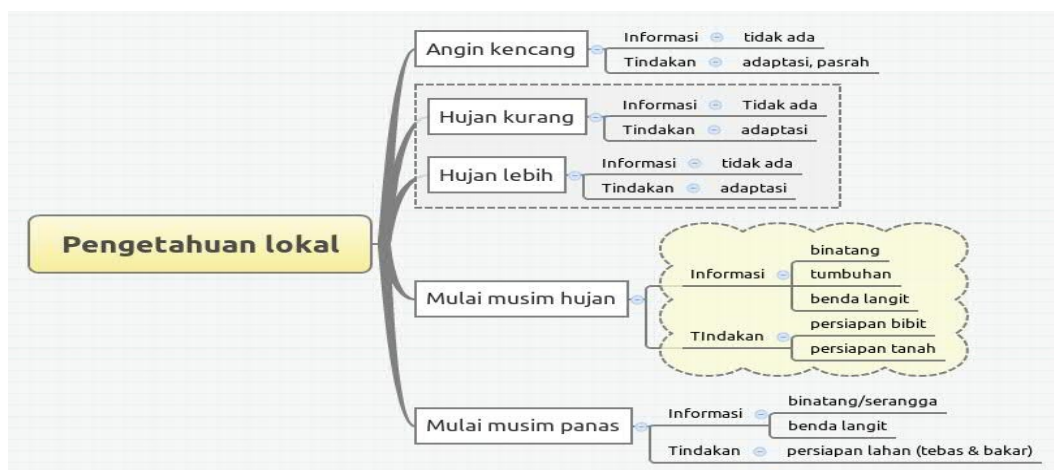 Pengetahuan lokal
Angin kencang
Informasi tidak ada
Tindakan adaptasi, pasrah
Hujan kurang
Informasi Tidak ada
Tindakan adaptasi
Hujan lebih
Informasi tidak ada
Tindakan adaptasi
Mulai musim hujan
Informasi
binatang
tumbuhan
benda langit
TIndakan
persiapan bibit
persiapan tanah
Mulai musim panas
Informasi
binatang/serangga
benda langit
Tindakan persiapan lahan (tebas & bakar)